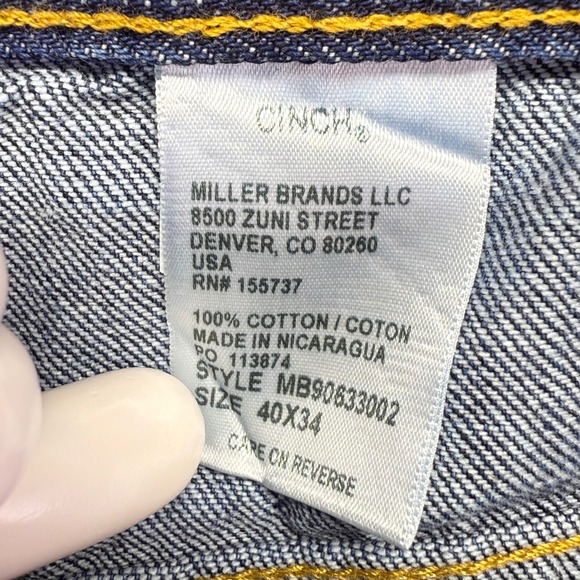 CINCH®
MILLER BRANDS LLC
8500 ZUNI STREET
DENVER, CO 80260
USA
RN# 155737
100% COTTON / COTON
MADE IN NICARAGUA
PO 113874
STYLE MB90633002
SIZE 40X34
CARE ON REVERSE